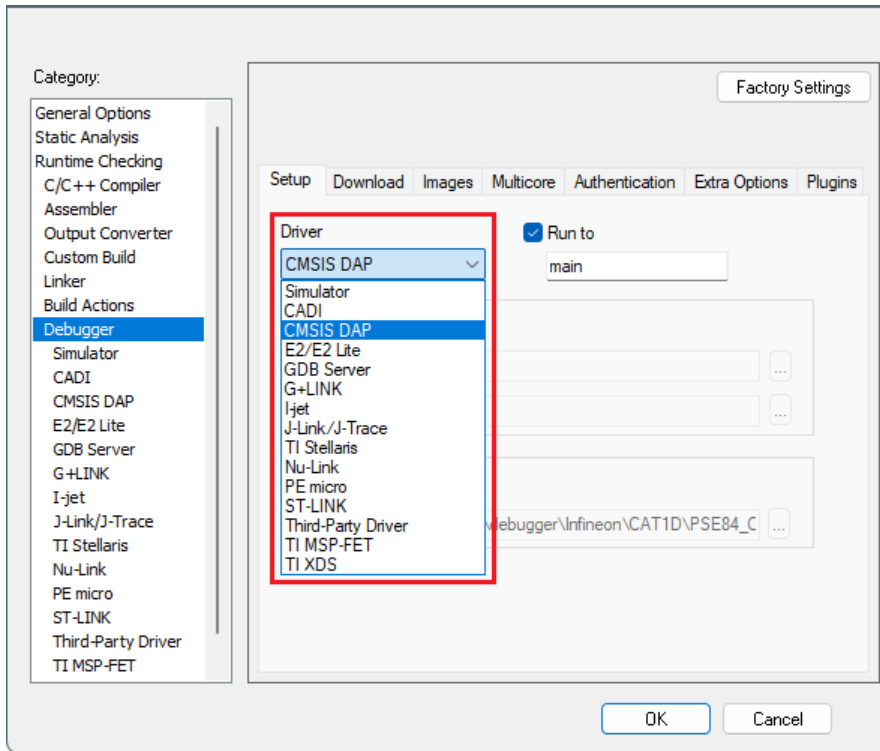 Category:
General Options
Static Analysis
Runtime Checking
C/C++ Compiler
Assembler
Output Converter
Custom Build
Linker
Build Actions
Debugger
Simulator
CADI
CMSIS DAP
E2/E2 Lite
GDB Server
G+LINK
I-jet
J-Link/J-Trace
TI Stellaris
Nu-Link
PE micro
ST-LINK
Third-Party Driver
TI MSP-FET
Factory Settings
Setup Download Images Multicore Authentication Extra Options Plugins
Driver
CMSIS DAP
Simulator
CADI
CMSIS DAP
E2/E2 Lite
GDB Server
G+LINK
I-jet
J-Link/J-Trace
TI Stellaris
Nu-Link
PE micro
ST-LINK
Third-Party Driver
TI MSP-FET
TI XDS
Run to
main
...
...
\debugger\Infineon\CAT1D\PSE84_C ...
OK Cancel